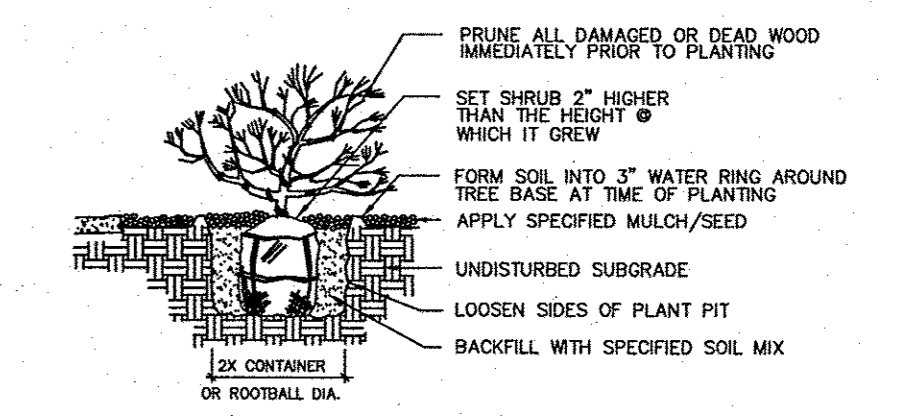 PRUNE ALL DAMAGED OR DEAD WOOD
IMMEDIATELY PRIOR TO PLANTING
SET SHRUB 2" HIGHER
THAN THE HEIGHT @
WHICH IT GREW
FORM SOIL INTO 3" WATER RING AROUND
TREE BASE AT TIME OF PLANTING
APPLY SPECIFIED MULCH/SEED
UNDISTURBED SUBGRADE
LOOSEN SIDES OF PLANT PIT
BACKFILL WITH SPECIFIED SOIL MIX
2X CONTAINER
OR ROOTBALL DIA.